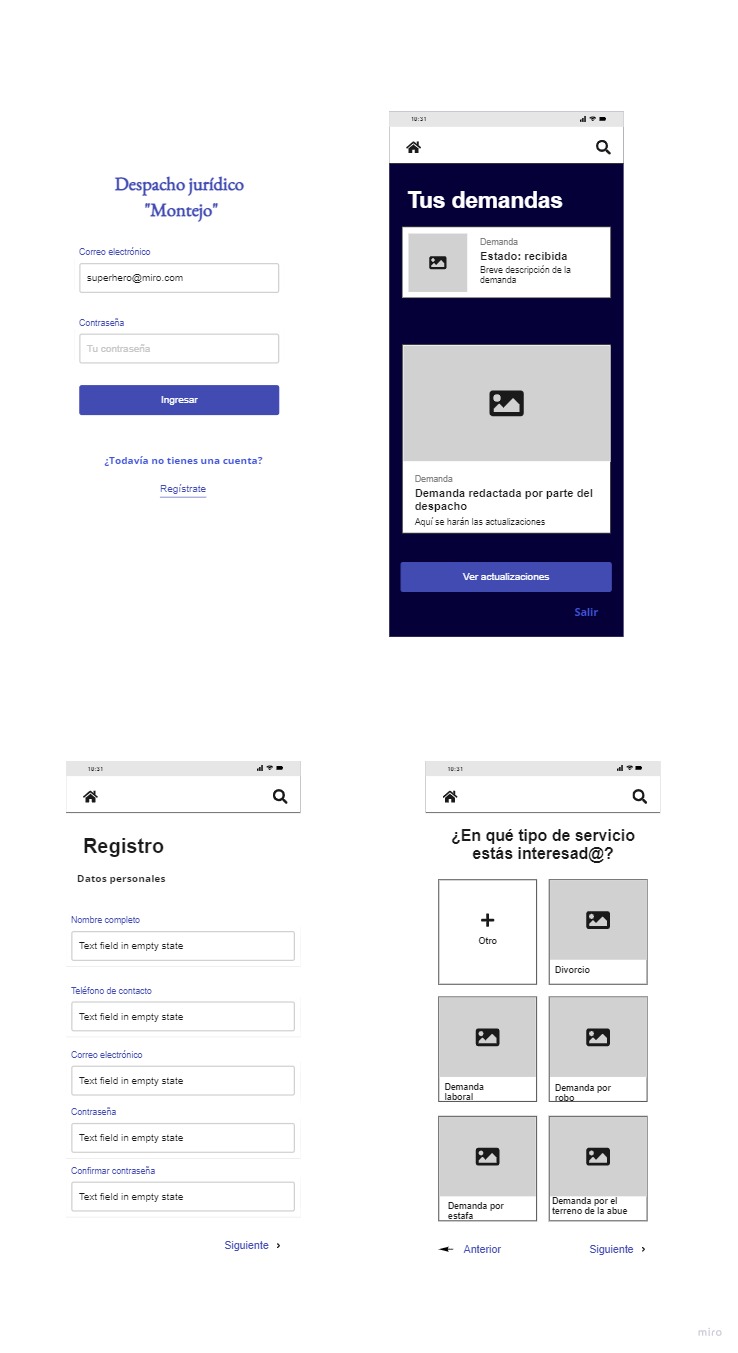 Despacho jurídico
"Montejo"
Correo electrónico
superhero@miro.com
Contraseña
Tu contraseña
Ingresar
¿Todavía no tienes una cuenta?
Regístrate
10:31
Tus demandas
Demanda
Estado: recibida
Breve descripción de la
demanda
Demanda
Demanda redactada por parte del
despacho
Aquí se harán las actualizaciones
Ver actualizaciones
Salir
10:31
Registro
Datos personales
Nombre completo
Text field in empty state
Teléfono de contacto
Text field in empty state
Correo electrónico
Text field in empty state
Contraseña
Text field in empty state
Confirmar contraseña
Text field in empty state
Siguiente
10:31
¿En qué tipo de servicio
estás interesad@?
Otro
Divorcio
Demanda
laboral
Demanda por
robo
Demanda por
estafa
Demanda por el
terreno de la abue
Anterior
Siguiente
miro